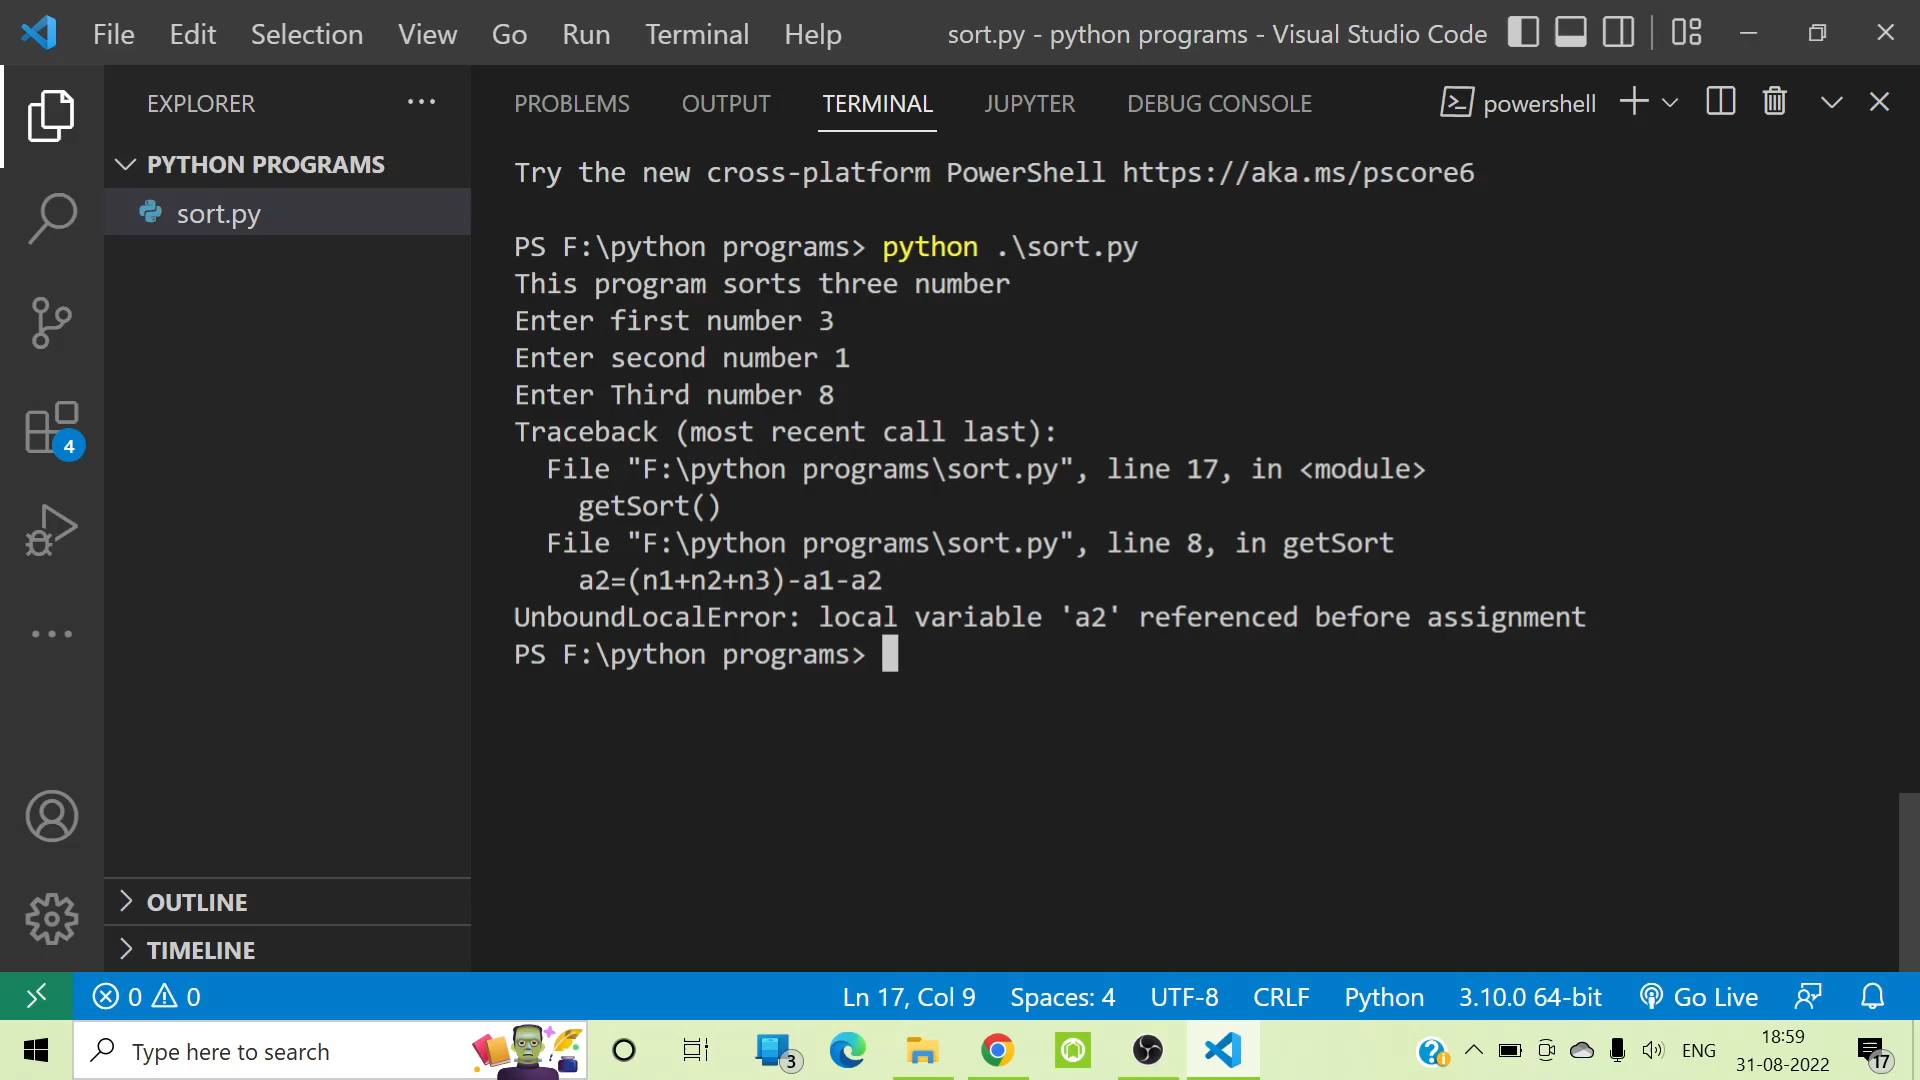 File Edit Selection View Go Run Terminal Help sort.py - python programs - Visual Studio Code
EXPLORER
PYTHON PROGRAMS
sort.py
4
OUTLINE
TIMELINE
PROBLEMS OUTPUT TERMINAL JUPYTER DEBUG CONSOLE powershell
Try the new cross-platform PowerShell https://aka.ms/pscore6
PS F:\python programs> python .\sort.py
This program sorts three number
Enter first number 3
Enter second number 1
Enter Third number 8
Traceback (most recent call last):
File "F:\python programs\sort.py", line 17, in <module>
getSort()
File "F:\python programs\sort.py", line 8, in getSort
a2=(n1+n2+n3)-a1-a2
UnboundLocalError: local variable 'a2' referenced before assignment
PS F:\python programs>
0 0 Ln 17, Col 9 Spaces: 4 UTF-8 CRLF Python 3.10.0 64-bit Go Live
Type here to search 3 ENG 18:59 17
31-08-2022